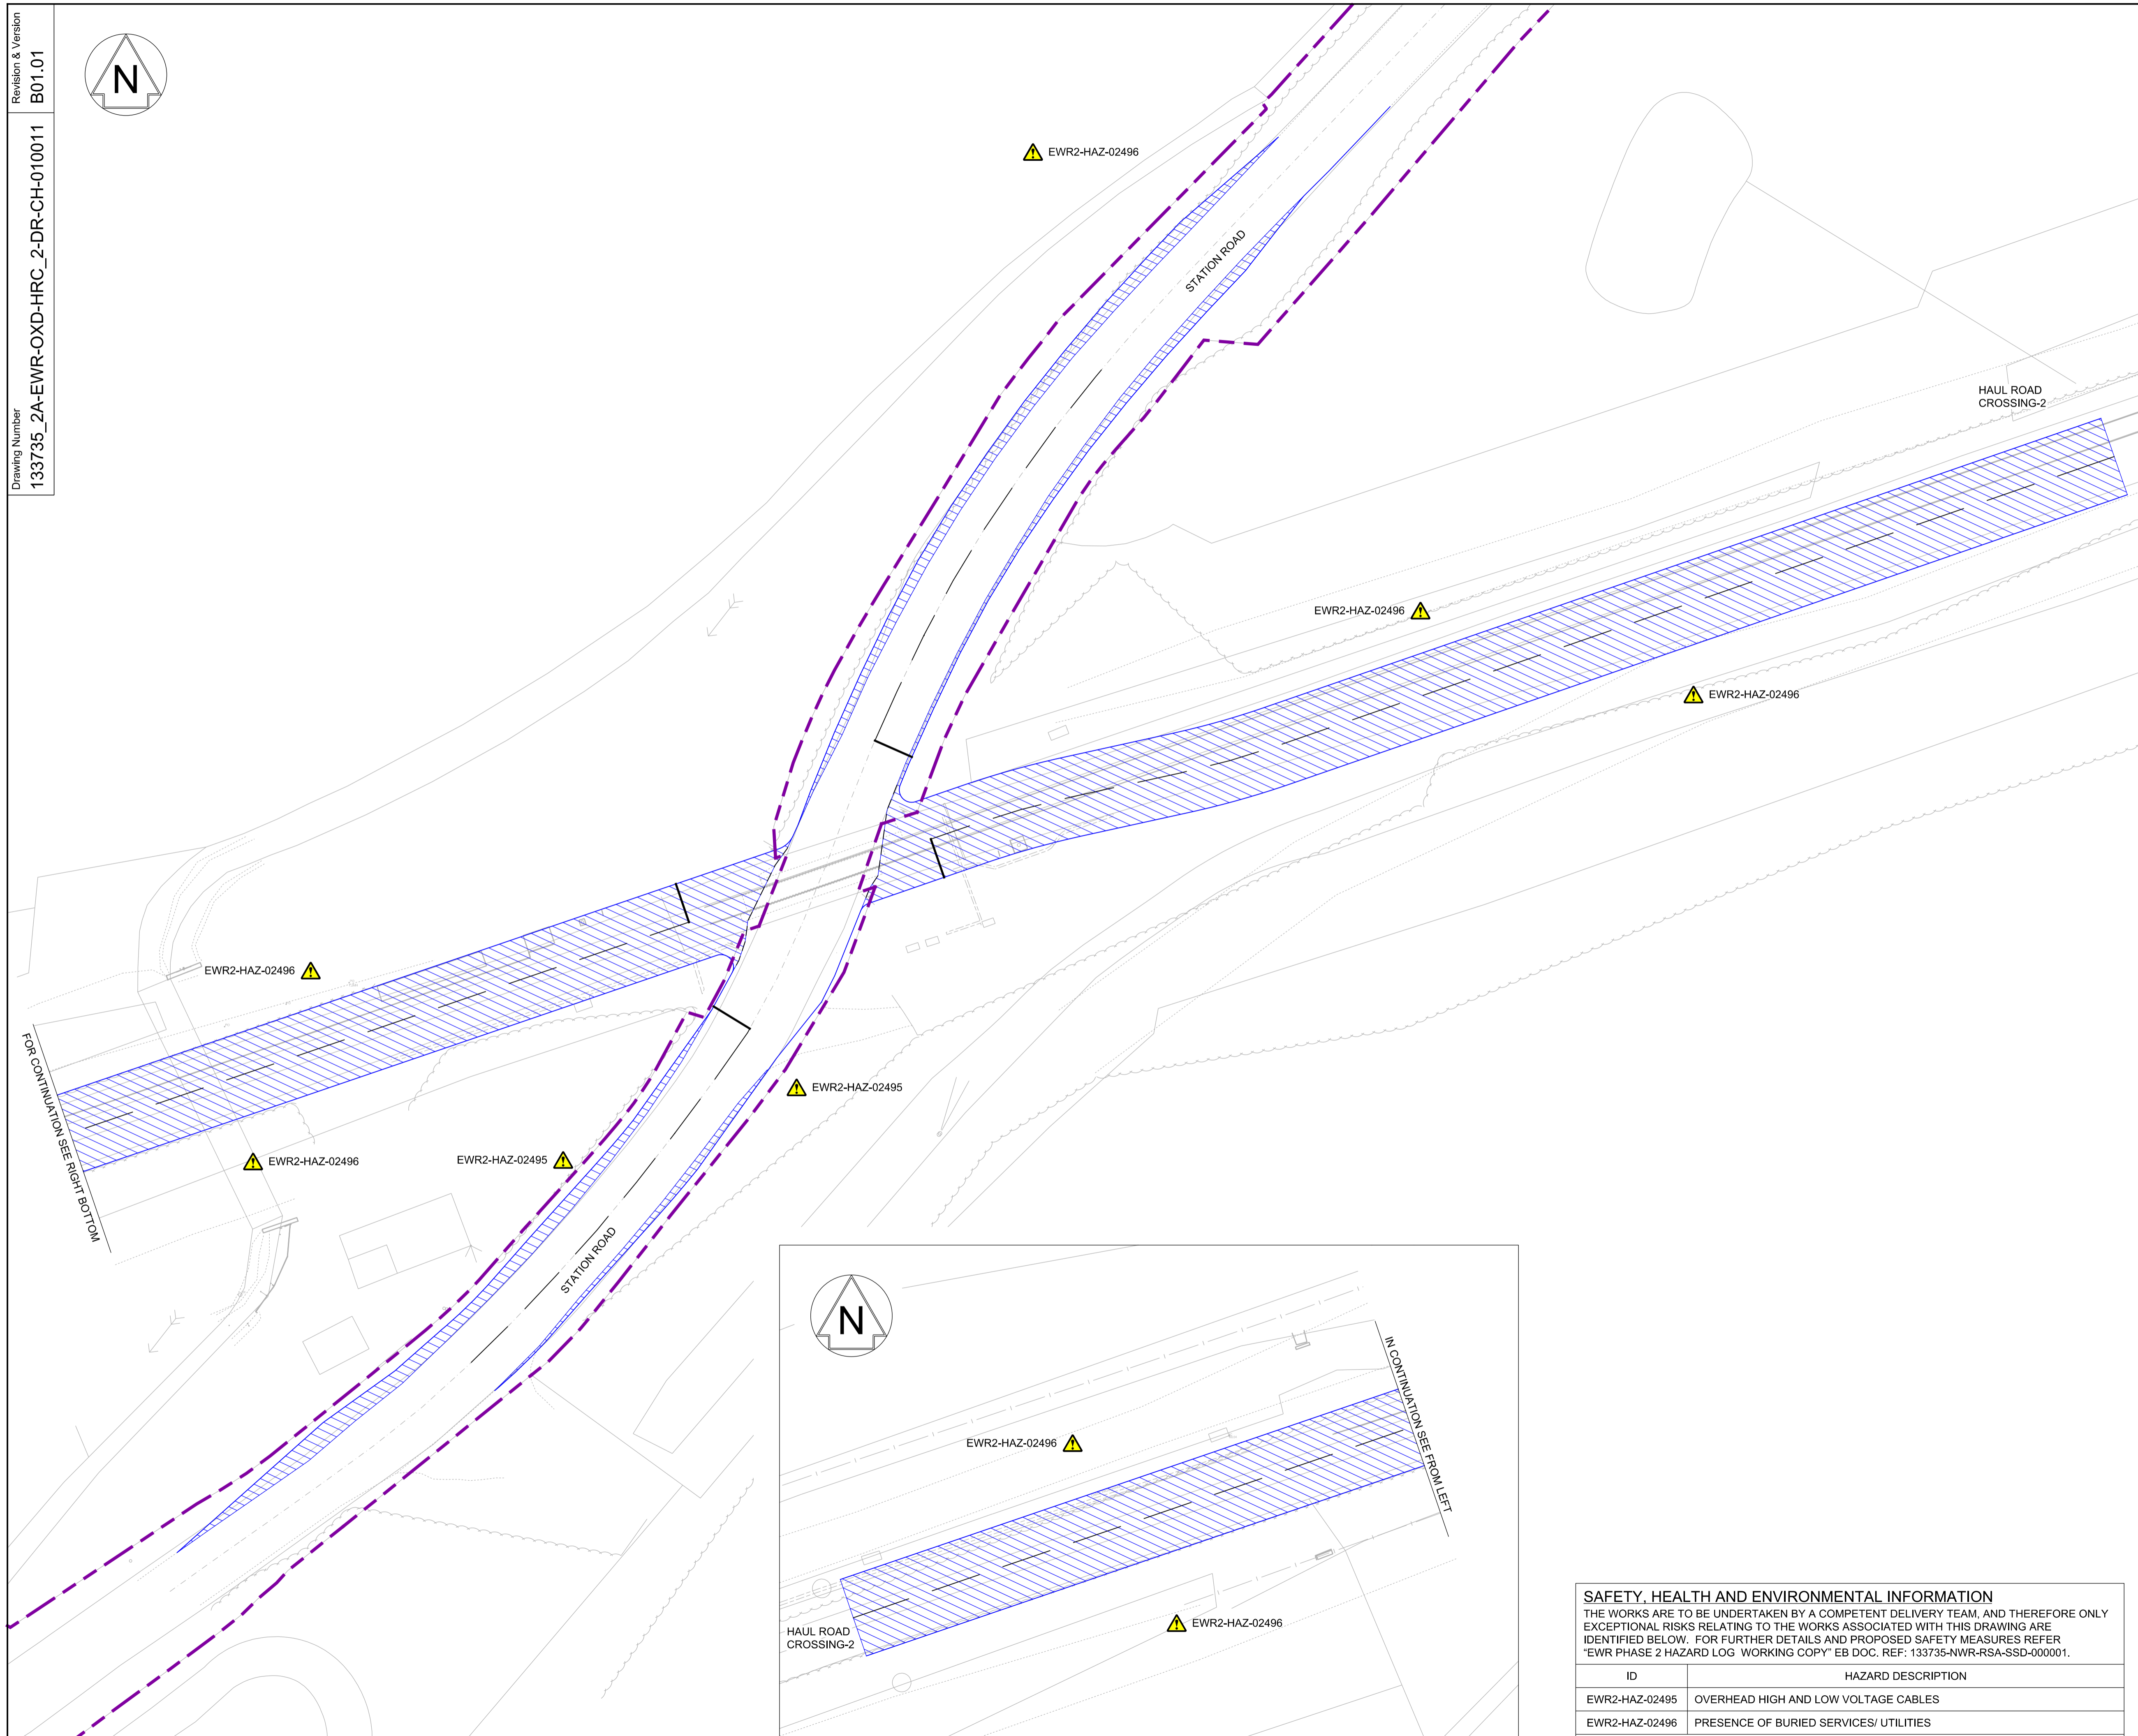 Revision & Version
B01.01
Drawing Number
133735_2A-EWR-OXD-HRC_2-DR-CH-010011
N
EWR2-HAZ-02496
STATION ROAD
HAUL ROAD
CROSSING-2
EWR2-HAZ-02496
EWR2-HAZ-02496
EWR2-HAZ-02496
FOR CONTINUATION SEE RIGHT BOTTOM
EWR2-HAZ-02495
EWR2-HAZ-02496
EWR2-HAZ-02495
STATION ROAD
N
IN CONTINUATION SEE FROM LEFT
EWR2-HAZ-02496
EWR2-HAZ-02496
HAUL ROAD
CROSSING-2
SAFETY, HEALTH AND ENVIRONMENTAL INFORMATION
THE WORKS ARE TO BE UNDERTAKEN BY A COMPETENT DELIVERY TEAM, AND THEREFORE ONLY
EXCEPTIONAL RISKS RELATING TO THE WORKS ASSOCIATED WITH THIS DRAWING ARE
IDENTIFIED BELOW. FOR FURTHER DETAILS AND PROPOSED SAFETY MEASURES REFER
"EWR PHASE 2 HAZARD LOG WORKING COPY" EB DOC. REF: 133735-NWR-RSA-SSD-000001.
ID HAZARD DESCRIPTION
EWR2-HAZ-02495 OVERHEAD HIGH AND LOW VOLTAGE CABLES
EWR2-HAZ-02496 PRESENCE OF BURIED SERVICES/ UTILITIES